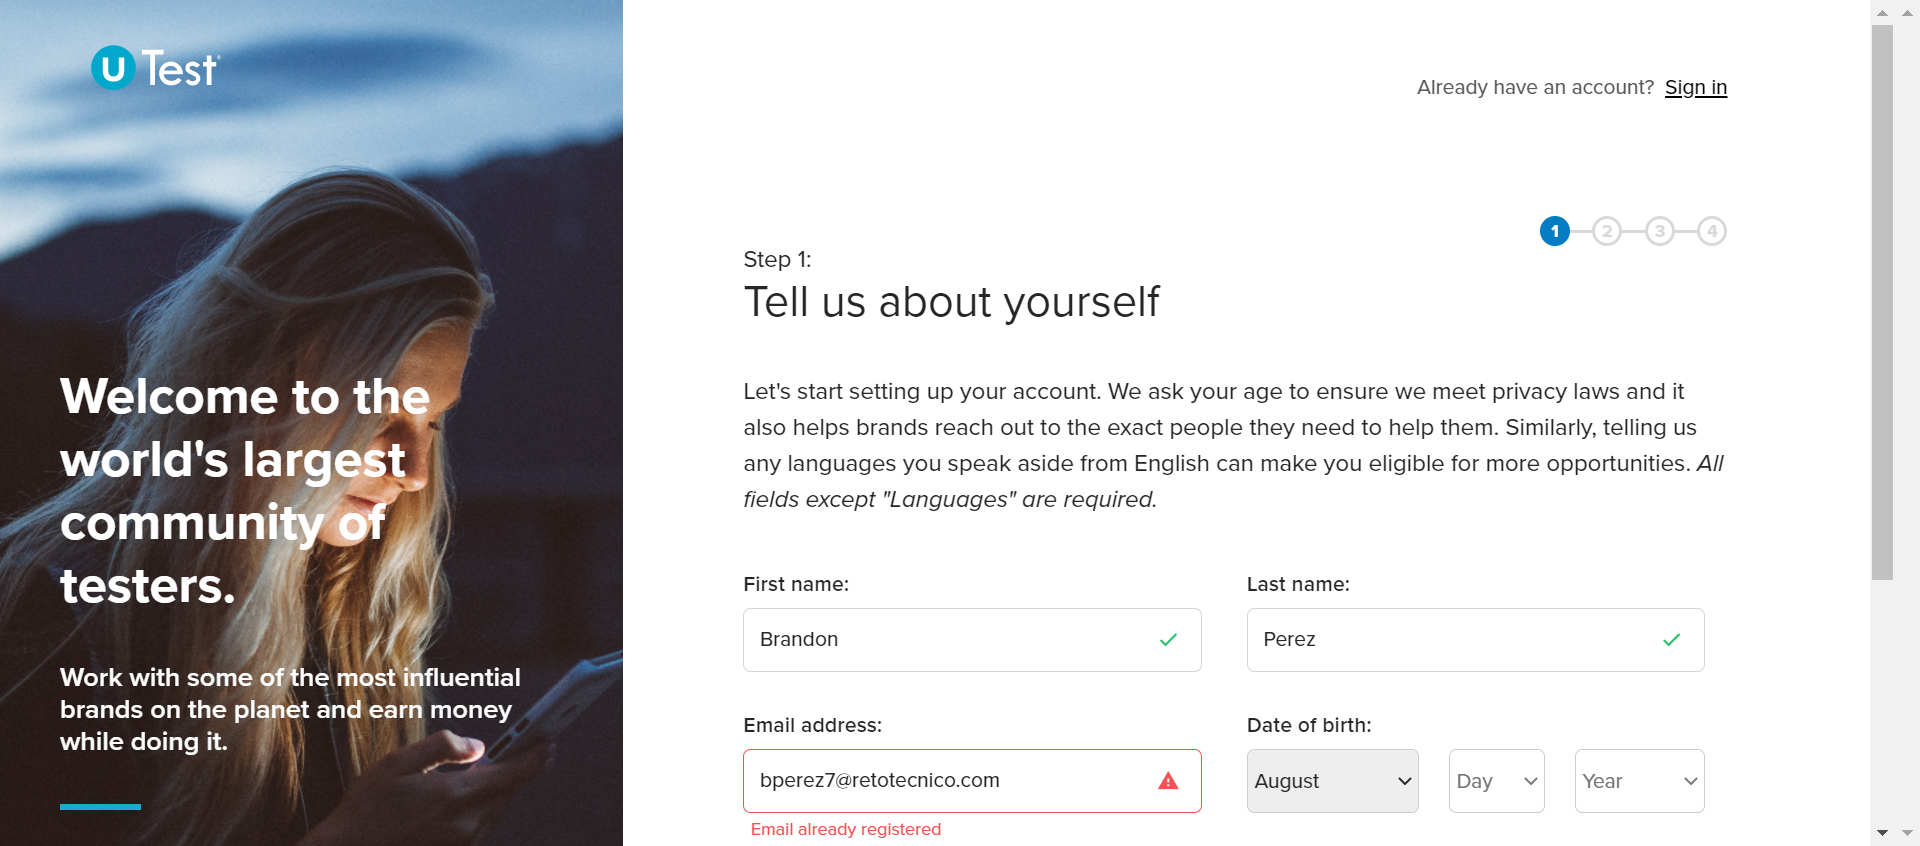 u Test
Already have an account? Sign in
1 2 3 4
Step 1:
Tell us about yourself
Welcome to the
world's largest
community of
testers.
Work with some of the most influential
brands on the planet and earn money
while doing it.
Let's start setting up your account. We ask your age to ensure we meet privacy laws and it
also helps brands reach out to the exact people they need to help them. Similarly, telling us
any languages you speak aside from English can make you eligible for more opportunities. All
fields except "Languages" are required.
First name:
Last name:
Brandon
Perez
Email address:
Date of birth:
bperez7@retotecnico.com
August
Day
Year
Email already registered